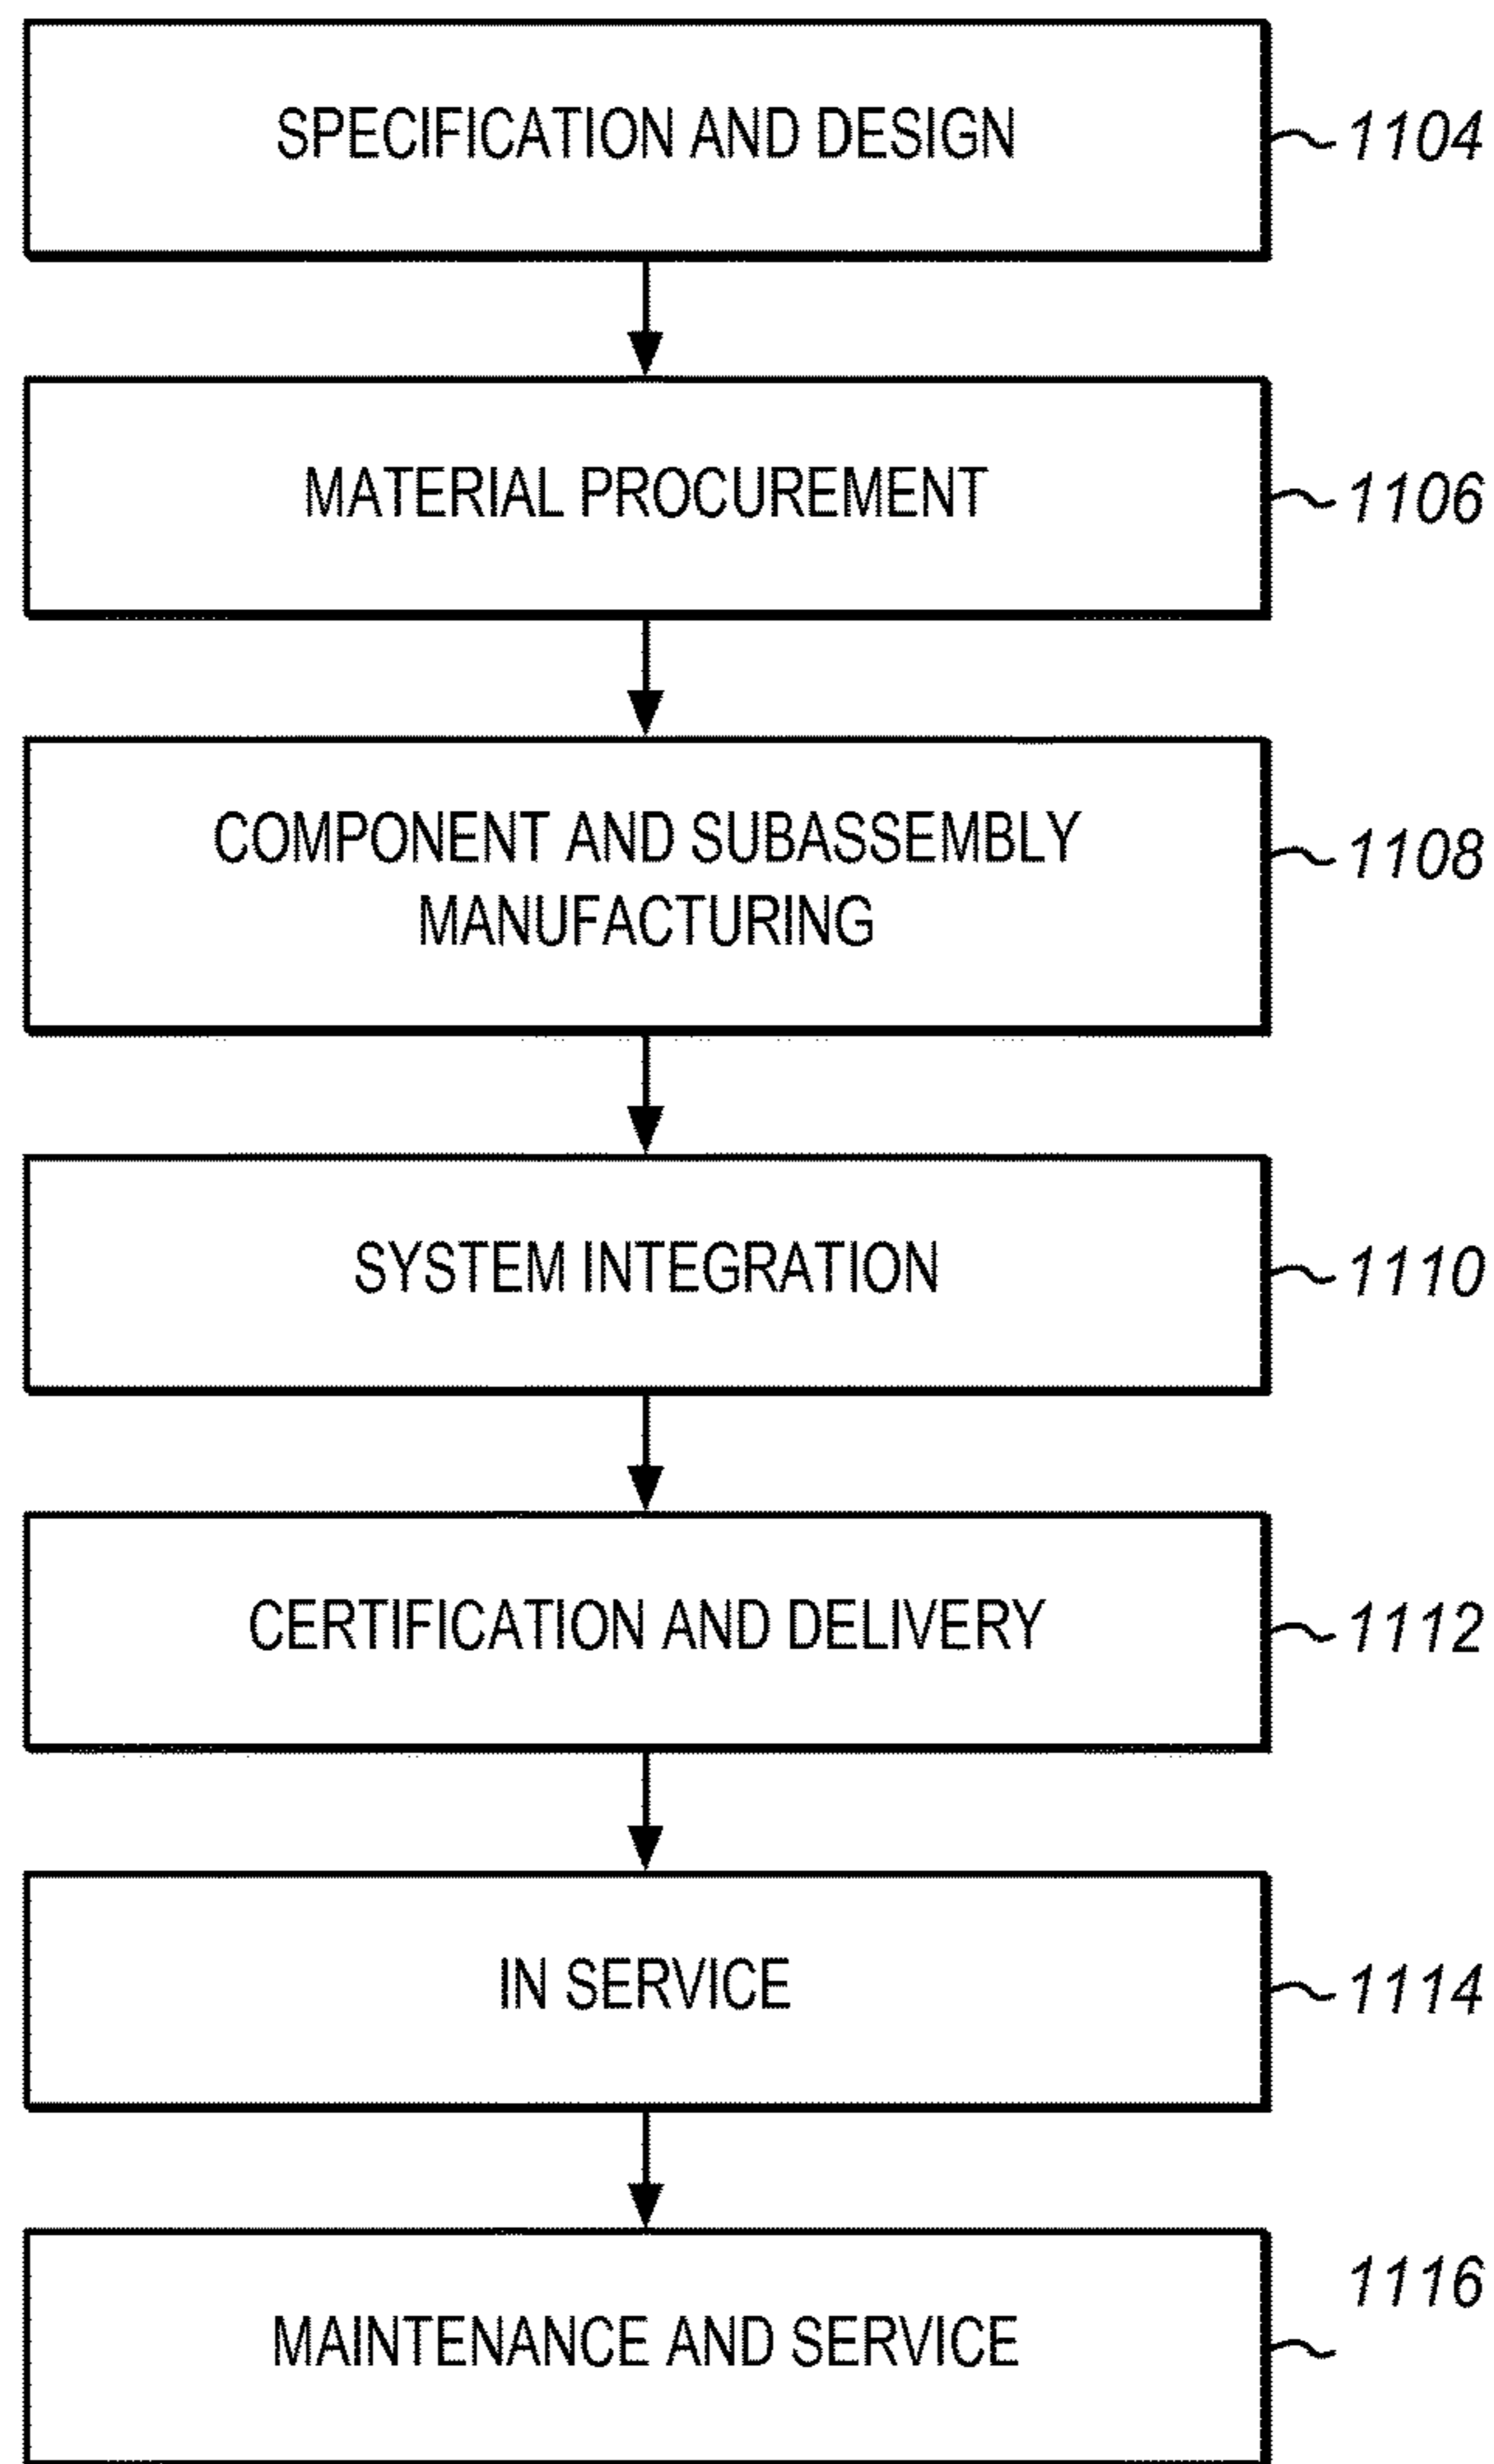 SPECIFICATION AND DESIGN
1104
MATERIAL PROCUREMENT
1106
COMPONENT AND SUBASSEMBLY
MANUFACTURING
1108
SYSTEM INTEGRATION
1110
CERTIFICATION AND DELIVERY
1112
IN SERVICE
1114
MAINTENANCE AND SERVICE
1116